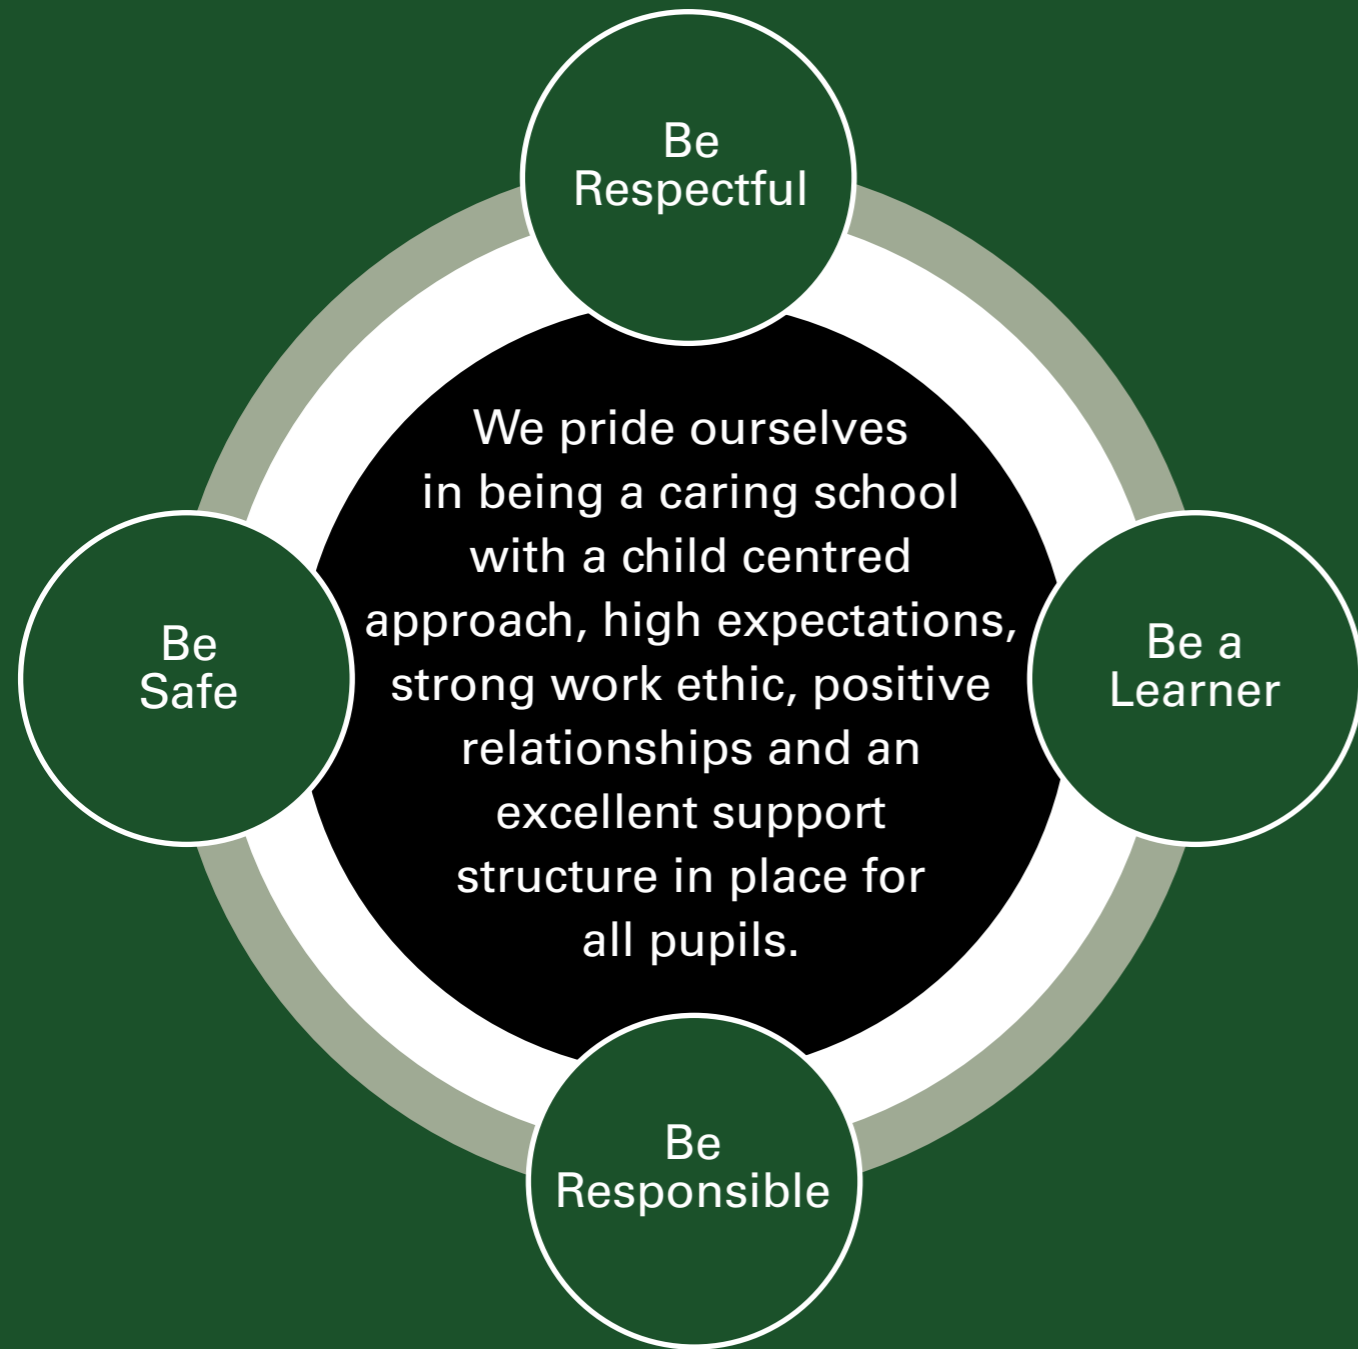 Be
Respectful
We pride ourselves
in being a caring school
with a child centred
approach, high expectations,
strong work ethic, positive
relationships and an
excellent support
structure in place for
all pupils.
Be
Safe
Be a
Learner
Be
Responsible